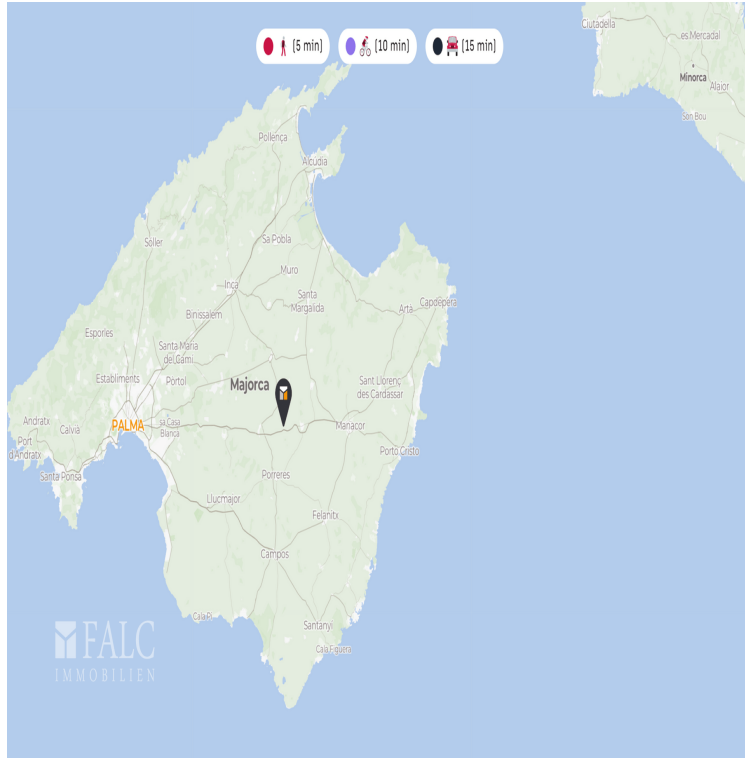 (5 min)
(10 min)
(15 min)
Ciutadella
es Mercadal
Minorca
Alaior
Son Bou
Pollença
Alcúdia
Sóller
Sa Pobla
Muro
Inca
Santa
Margalida
Artà
Capdepera
Binissalem
Esporles
Santa Maria
del Camí
Establiments
Portol
Majorca
Sant Llorenç
des Cardassar
Andratx
Calvià
PALMA
sa Casa
Blanca
Manacor
Port
d'Andratx
Porto Cristo
Santa Ponsa
Porreres
Llucmajor
Felanitx
Campos
Cala Pi
Santanyí
Cala Figuera
FALC
IMMOBILIEN